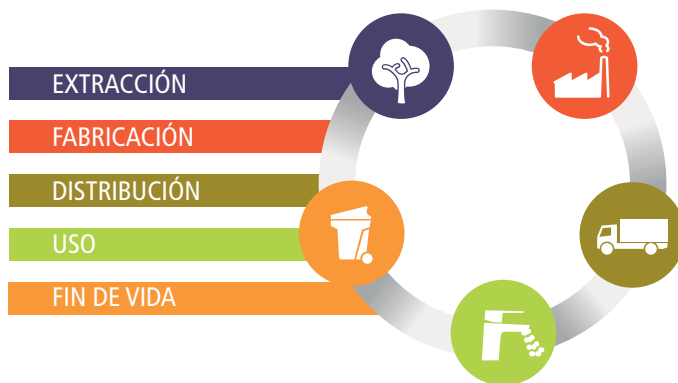 EXTRACCIÓN
FABRICACIÓN
DISTRIBUCIÓN
USO
FIN DE VIDA